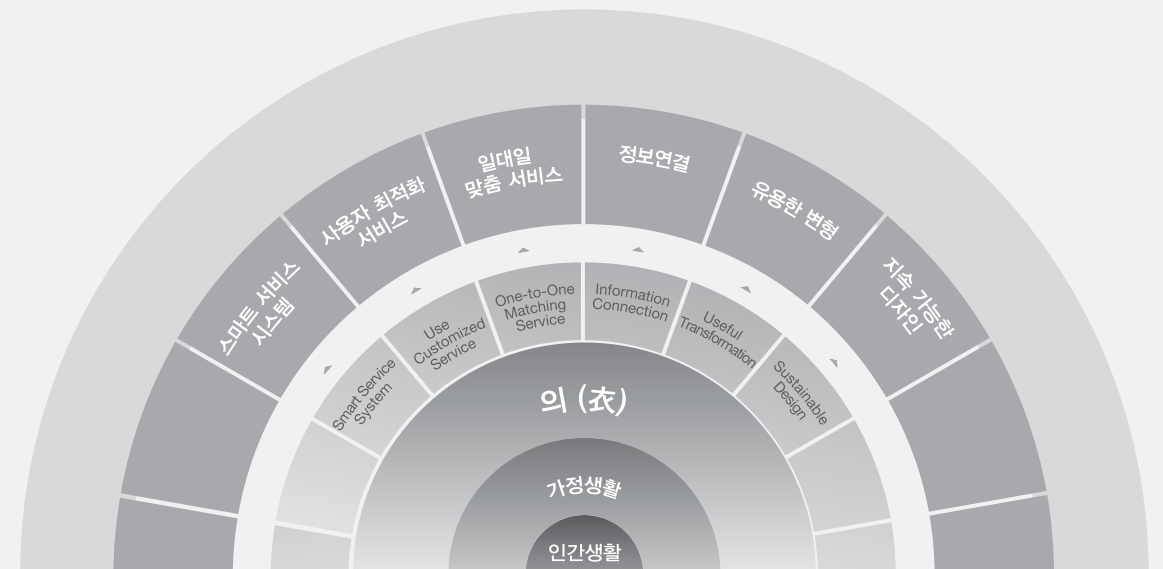 스마트 서비스
시스템
사용자 최적화
서비스
일대일
맞춤 서비스
정보연결
유용한 변형
지속 가능한
디자인
Smart Service
System
Use
Customized
Service
One-to-One
Matching
Service
Information
Connection
Useful
Transformation
Sustainable
Design
의 (衣)
가정생활
인간생활